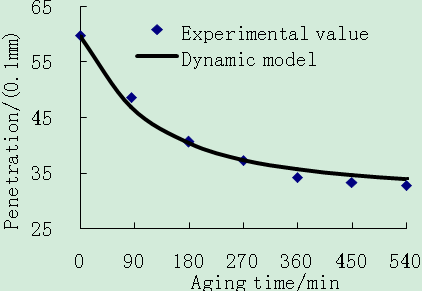 Penetration/(0.1mm)
65
55
45
35
25
Experimental value
Dynamic model
0 90 180 270 360 450 540
Aging time/min